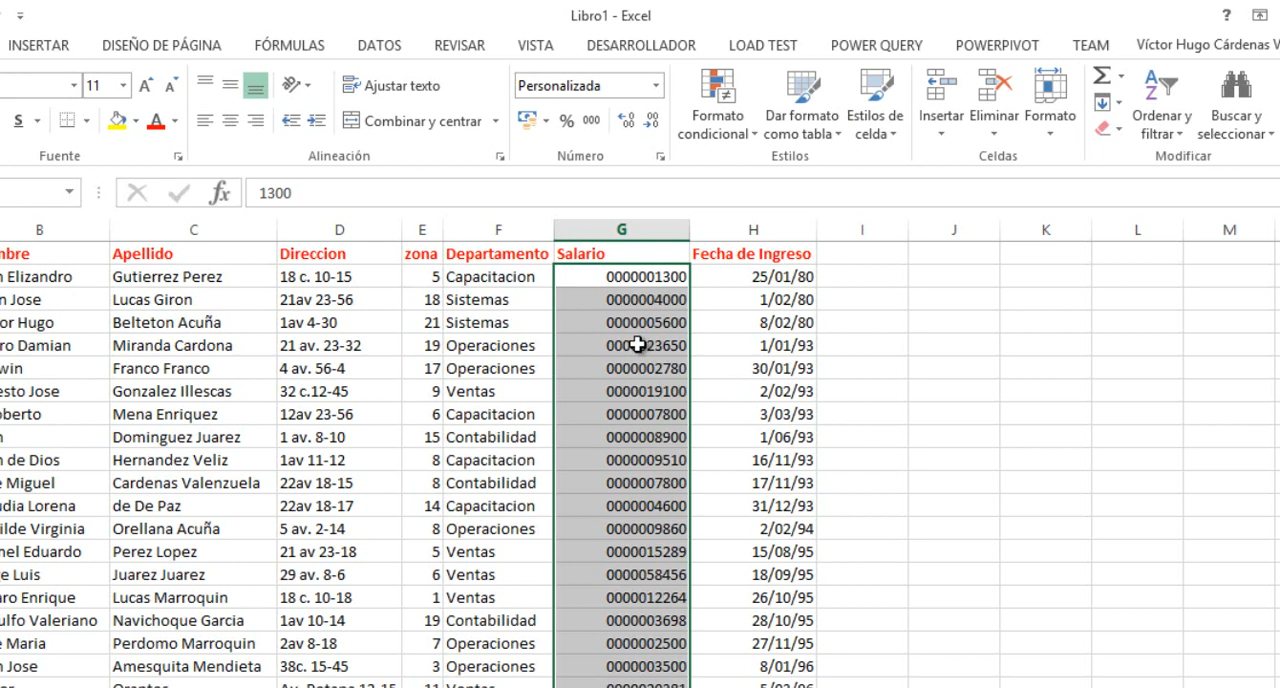 Libro1 - Excel
?
INSERTAR DISEÑO DE PÁGINA FÓRMULAS DATOS REVISAR VISTA DESARROLLADOR LOAD TEST POWER QUERY POWERPIVOT TEAM Víctor Hugo Cárdenas V
11 Ajustar texto Personalizada Formato condicional Dar formato como tabla Estilos de celda Insertar Eliminar Formato Ordenar y filtrar Buscar y seleccionar
S A Combinar y centrar % 000
Fuente Alineación Número Estilos Celdas Modificar
fx 1300
B C D E F G H I J K L M
mbre Apellido Direccion zona Departamento Salario Fecha de Ingreso
n Elizandro Gutierrez Perez 18 c. 10-15 5 Capacitacion 0000001300 25/01/80
n Jose Lucas Giron 21av 23-56 18 Sistemas 0000004000 1/02/80
or Hugo Belteton Acuña 1av 4-30 21 Sistemas 0000005600 8/02/80
ro Damian Miranda Cardona 21 av. 23-32 19 Operaciones 000 23650 1/01/93
win Franco Franco 4 av. 56-4 17 Operaciones 0000002780 30/01/93
esto Jose Gonzalez Illescas 32 c.12-45 9 Ventas 0000019100 2/02/93
oberto Mena Enriquez 12av 23-56 6 Capacitacion 0000007800 3/03/93
n Dominguez Juarez 1 av. 8-10 15 Contabilidad 0000008900 1/06/93
n de Dios Hernandez Veliz 1av 11-12 8 Capacitacion 0000009510 16/11/93
e Miguel Cardenas Valenzuela 22av 18-15 8 Contabilidad 0000007800 17/11/93
udia Lorena de De Paz 22av 18-17 14 Capacitacion 0000004600 31/12/93
ilde Virginia Orellana Acuña 5 av. 2-14 8 Operaciones 0000009860 2/02/94
mel Eduardo Perez Lopez 21 av 23-18 5 Ventas 0000015289 15/08/95
ge Luis Juarez Juarez 29 av. 8-6 6 Ventas 0000058456 18/09/95
aro Enrique Lucas Marroquin 18 c. 10-18 1 Ventas 0000012264 26/10/95
ulfo Valeriano Navichoque Garcia 1av 10-14 19 Contabilidad 0000003698 28/10/95
e Maria Perdomo Marroquin 2av 8-18 7 Operaciones 0000002500 27/11/95
n Jose Amesquita Mendieta 38c. 15-45 3 Operaciones 0000003500 8/01/96